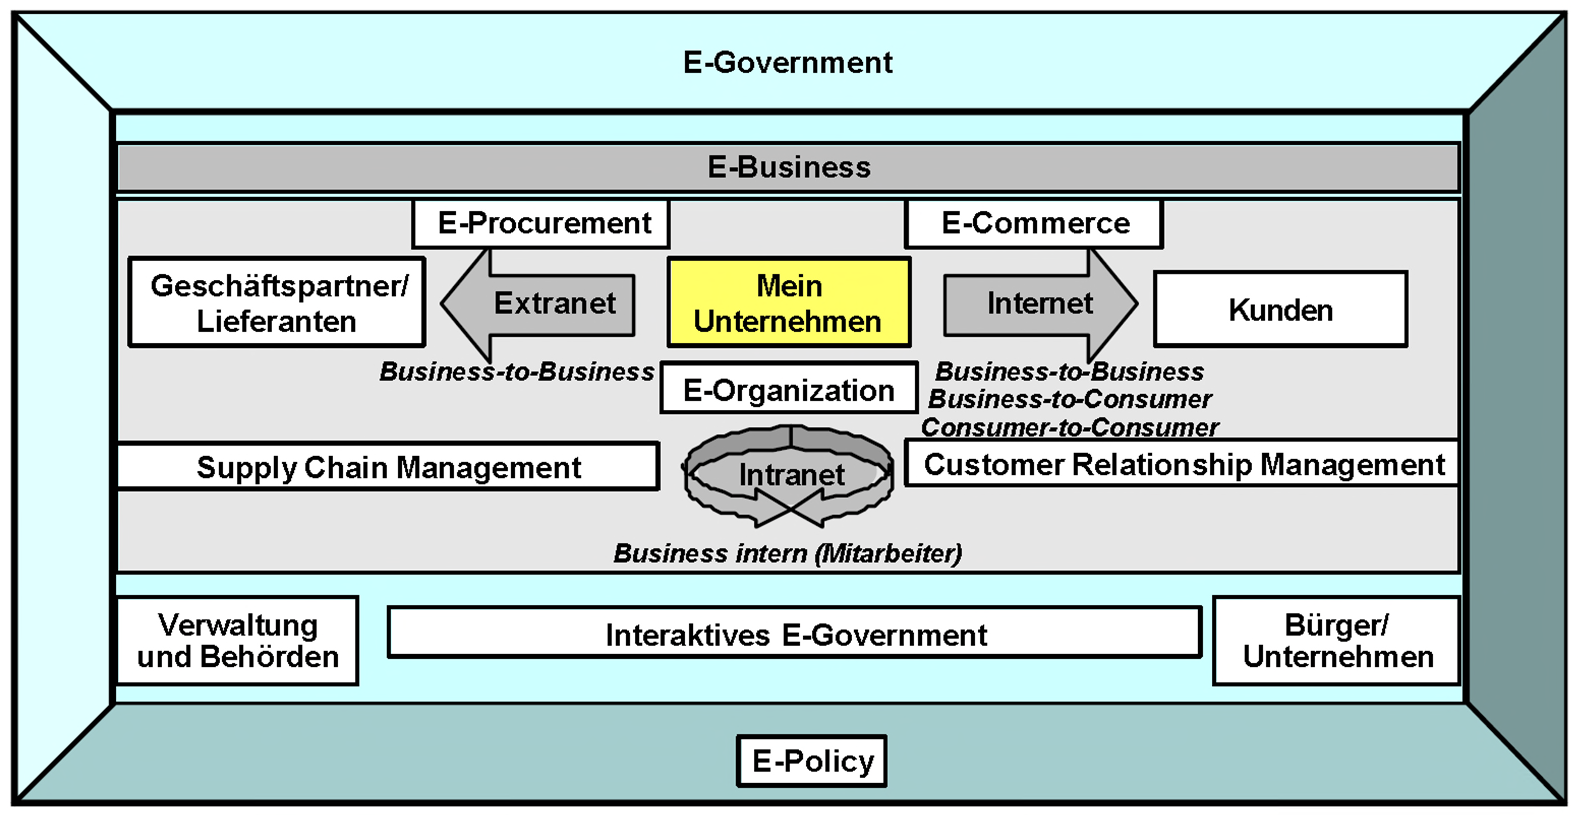 E-Government
E-Business
E-Procurement
E-Commerce
Geschäftspartner/
Lieferanten
Extranet
Mein
Unternehmen
Internet
Kunden
Business-to-Business
E-Organization
Business-to-Business
Business-to-Consumer
Consumer-to-Consumer
Supply Chain Management
Intranet
Customer Relationship Management
Business intern (Mitarbeiter)
Verwaltung
und Behörden
Interaktives E-Government
Bürger/
Unternehmen
E-Policy